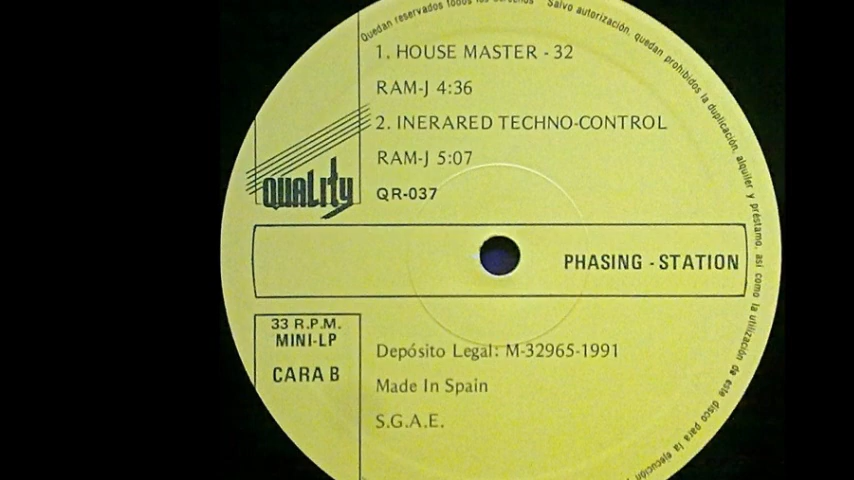 Quedan reservados todos los derechos
Salvo autorización, quedan prohibidos la duplicación, alquiler y préstamo, así como la utilización de este disco para la ejecución
1. HOUSE MASTER - 32
RAM-J 4:36
2. INERARED TECHNO-CONTROL
RAM-J 5:07
QUALITY
QR-037
PHASING - STATION
33 R.P.M.
MINI-LP
CARA B
Depósito Legal: M-32965-1991
Made In Spain
S.G.A.E.